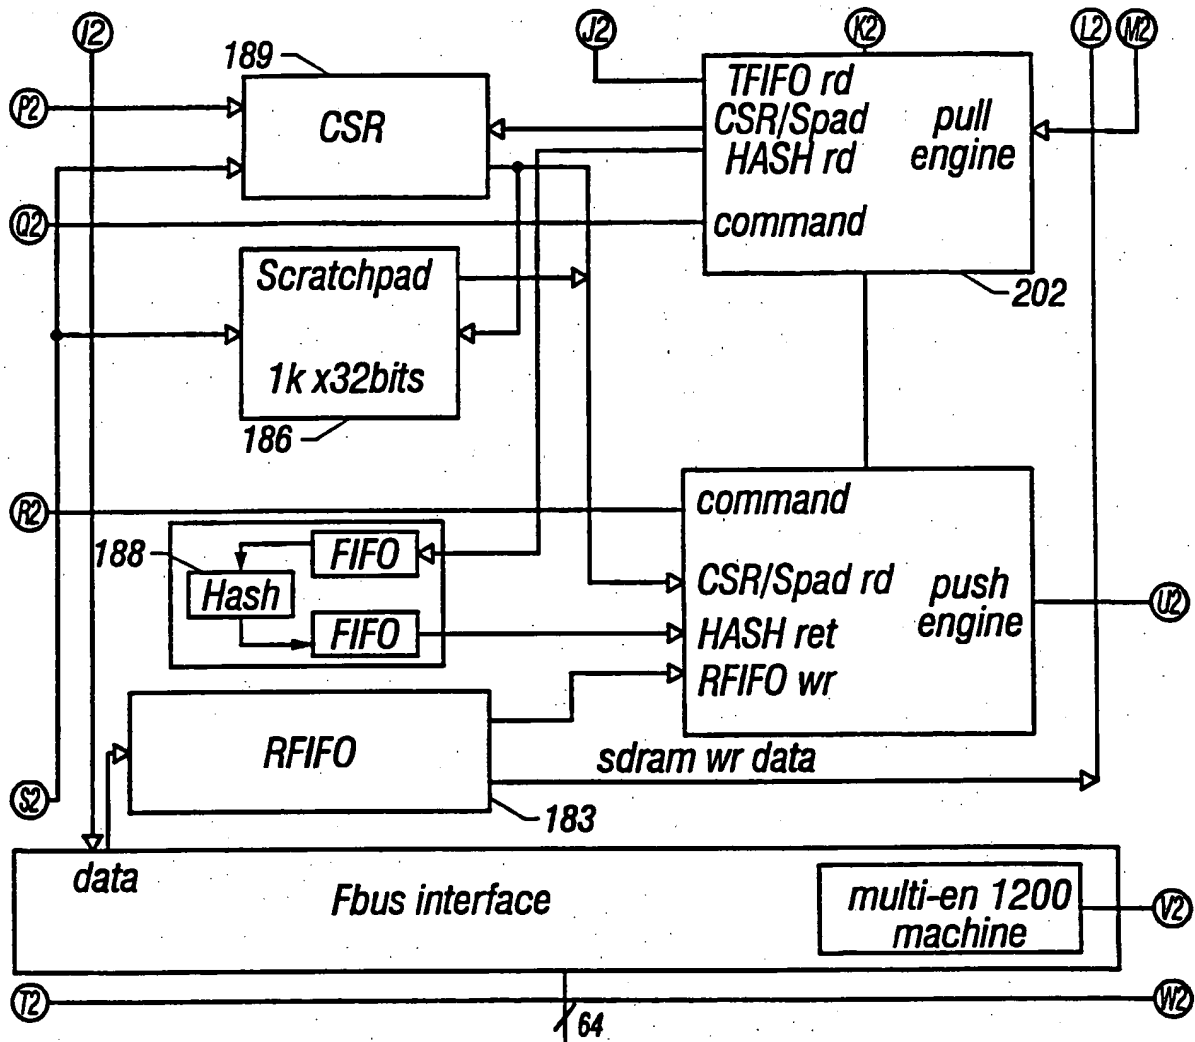 I2
J2
K2
L2
M2
189
P2
CSR
TFIFO rd
CSR/Spad
HASH rd
pull
engine
Q2
command
Scratchpad
1k x32bits
202
186
R2
command
188
FIFO
Hash
FIFO
CSR/Spad rd
push
engine
U2
HASH ret
RFIFO wr
RFIFO
sdram wr data
S2
183
data
Fbus interface
multi-en 1200
machine
V2
T2
W2
64